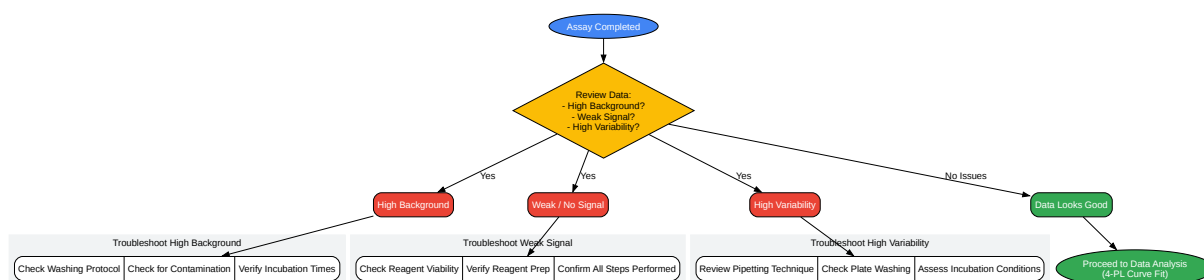 Assay Completed
Review Data:
- High Background?
- Weak Signal?
- High Variability?
Yes
Yes
Yes
No Issues
High Background
Weak / No Signal
High Variability
Data Looks Good
Troubleshoot High Background
Troubleshoot Weak Signal
Troubleshoot High Variability
Check Washing Protocol
Check for Contamination
Verify Incubation Times
Check Reagent Viability
Verify Reagent Prep
Confirm All Steps Performed
Review Pipetting Technique
Check Plate Washing
Assess Incubation Conditions
Proceed to Data Analysis
(4-PL Curve Fit)